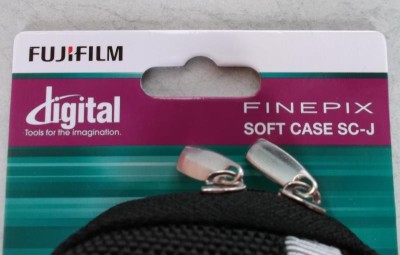 FUJIFILM
digital
Tools for the imagination.
FINEPIX
SOFT CASE SC-J